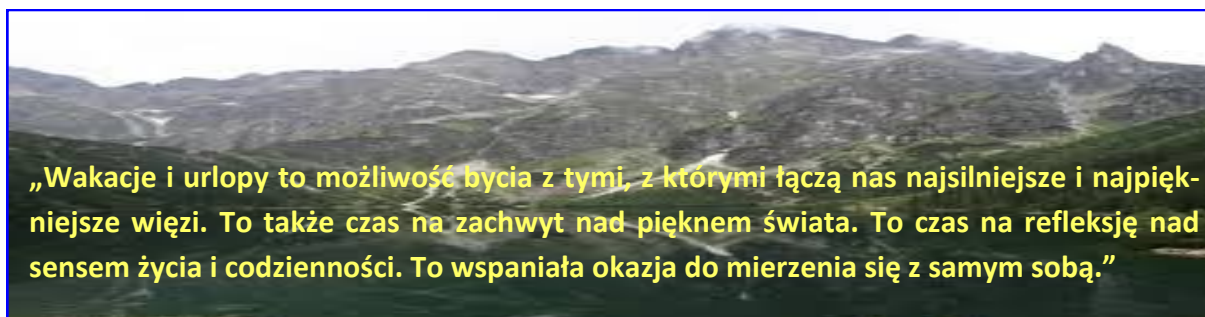 „Wakacje i urlopy to możliwość bycia z tymi, z którymi łączą nas najsilniejsze i najpięk-
niejsze więzi. To także czas na zachwyt nad pięknem świata. To czas na refleksję nad
sensem życia i codzienności. To wspaniała okazja do mierzenia się z samym sobą.”